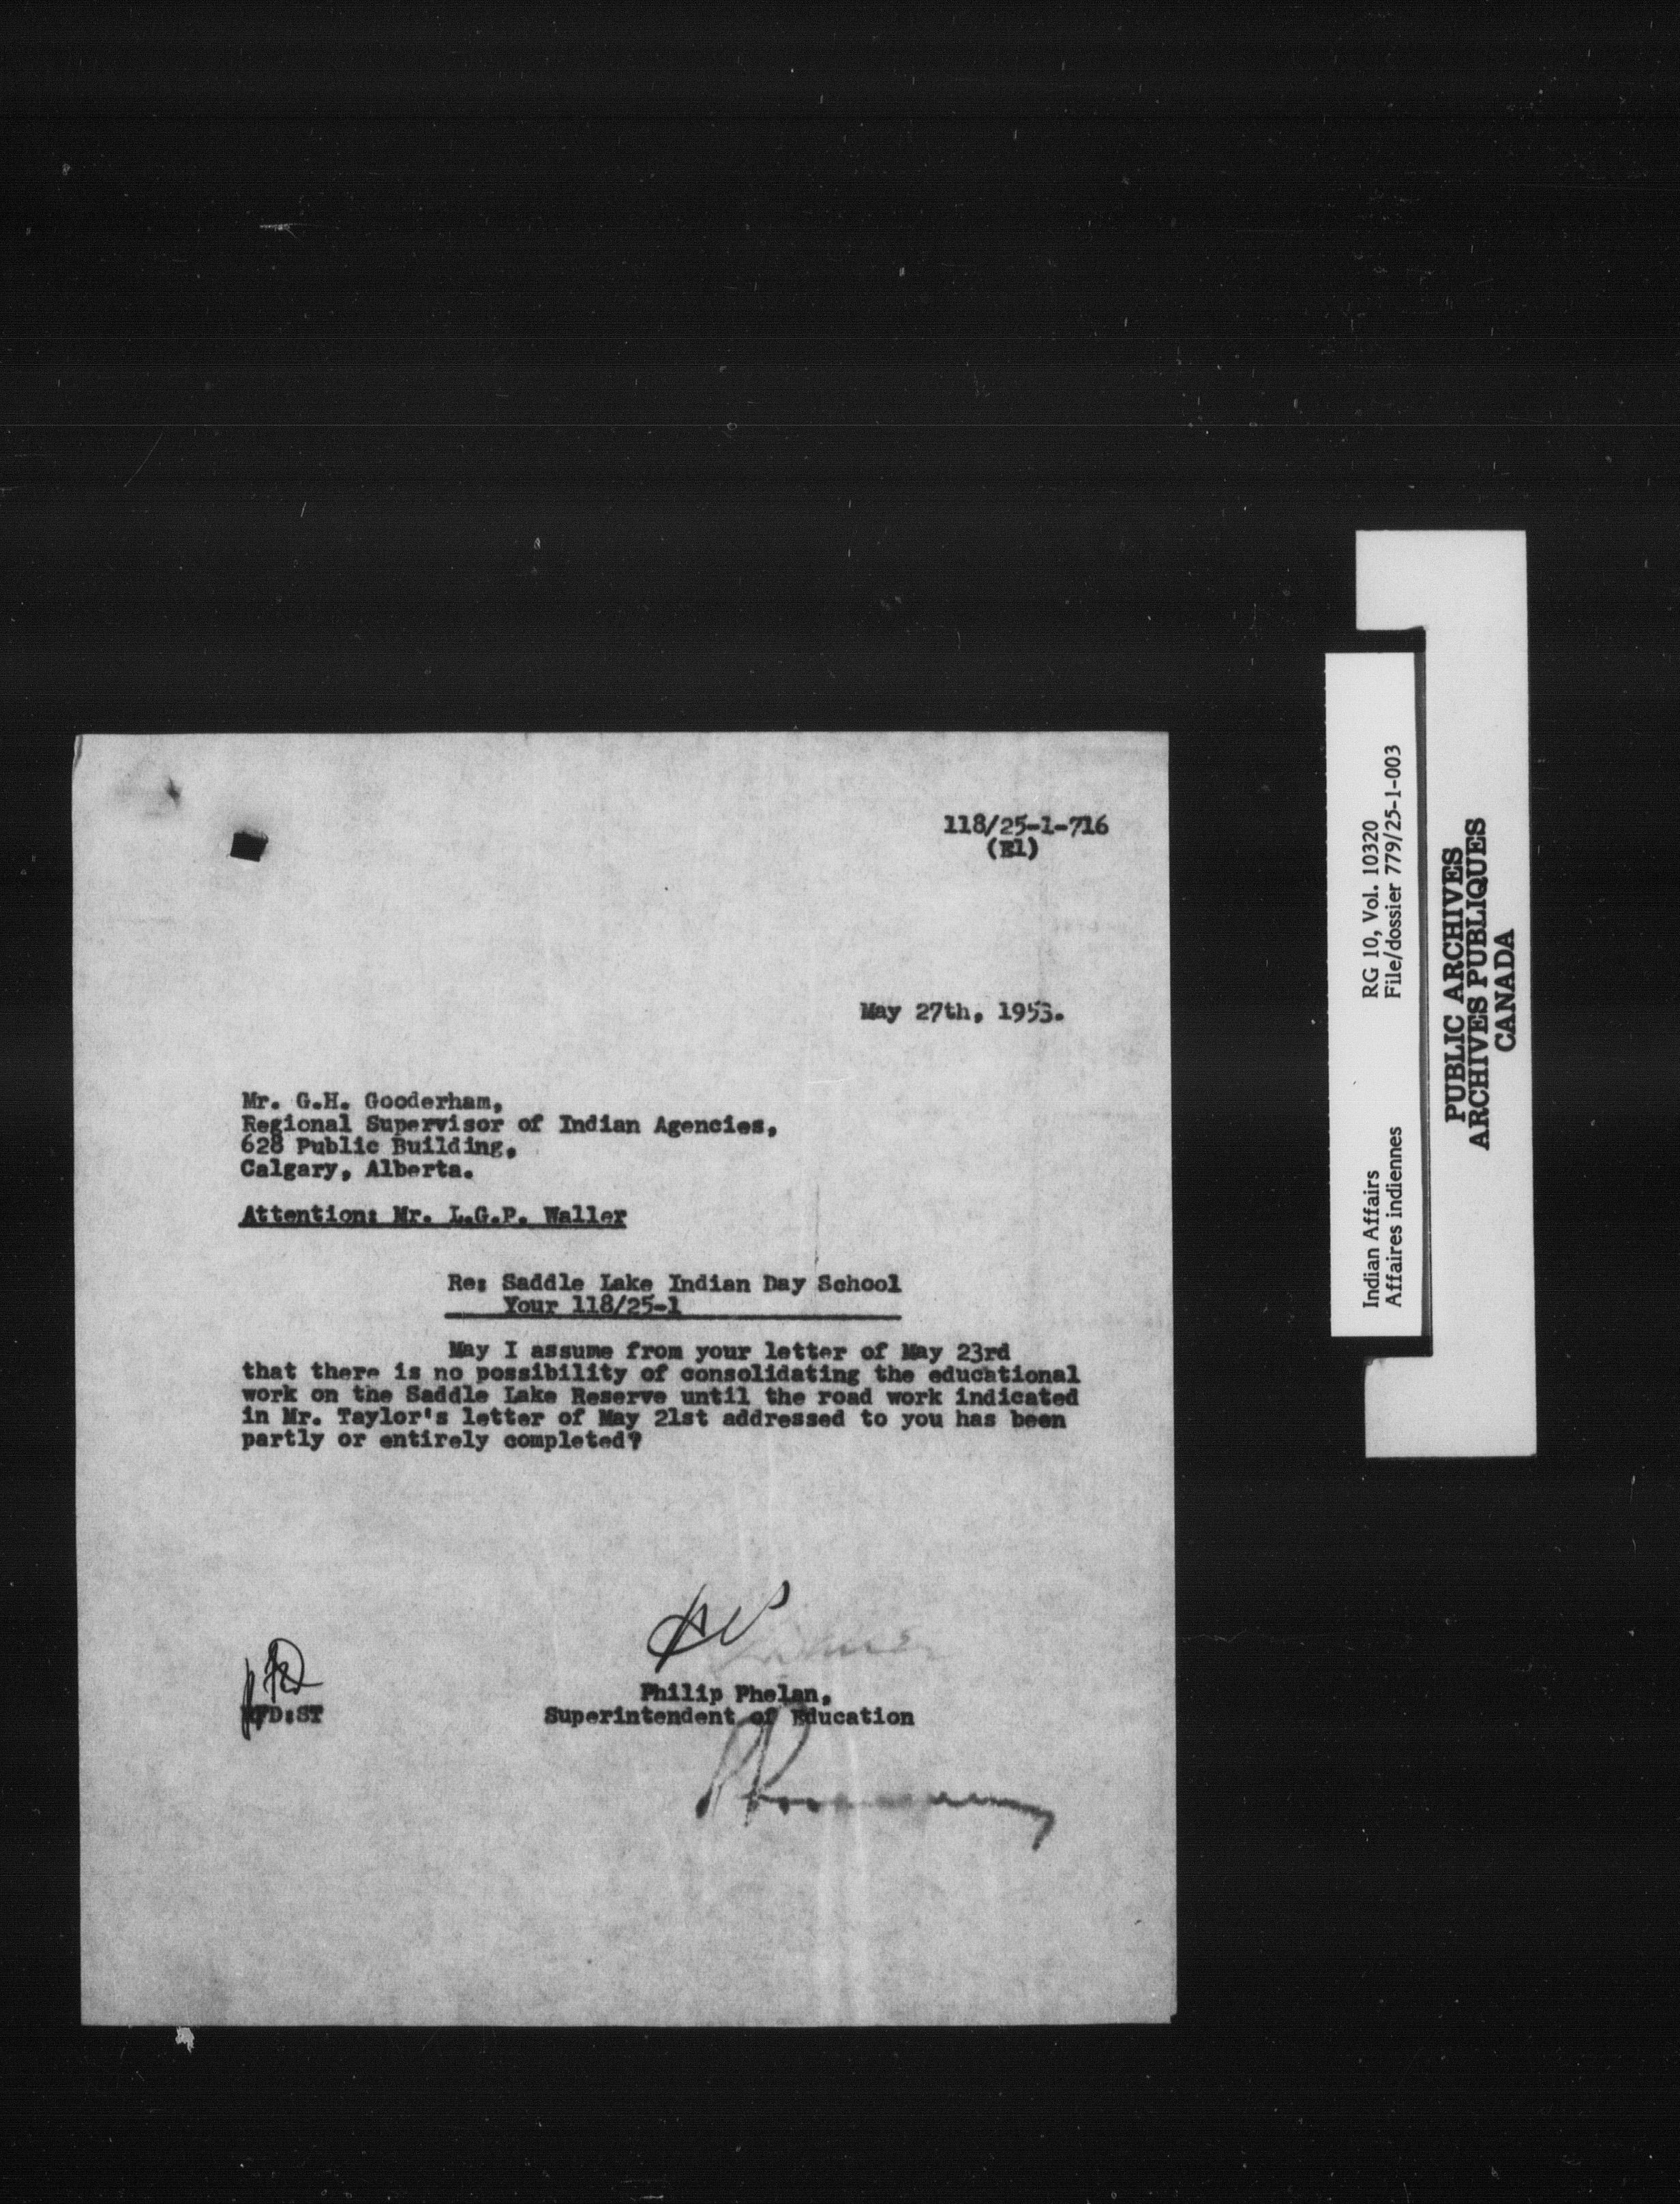 118/25-1-716
(E1)
May 27th, 1953.
Mr. G.H. Gooderham,
Regional Supervisor of Indian Agencies,
628 Public Building,
Calgary, Alberta.
Attention: Mr. L.G.P. Waller
Re: Saddle Lake Indian Day School
Your 118/25-1
May I assume from your letter of May 23rd
that there is no possibility of consolidating the educational
work on the Saddle Lake Reserve until the road work indicated
in Mr. Taylor's letter of May 21st addressed to you has been
partly or entirely completed?
Philip Phelan,
Superintendent of Education
FD:ST
Indian Affairs RG 10, Vol. 10320
Affaires indiennes File/dossier 779/25-1-003
PUBLIC ARCHIVES
ARCHIVES PUBLIQUES
CANADA